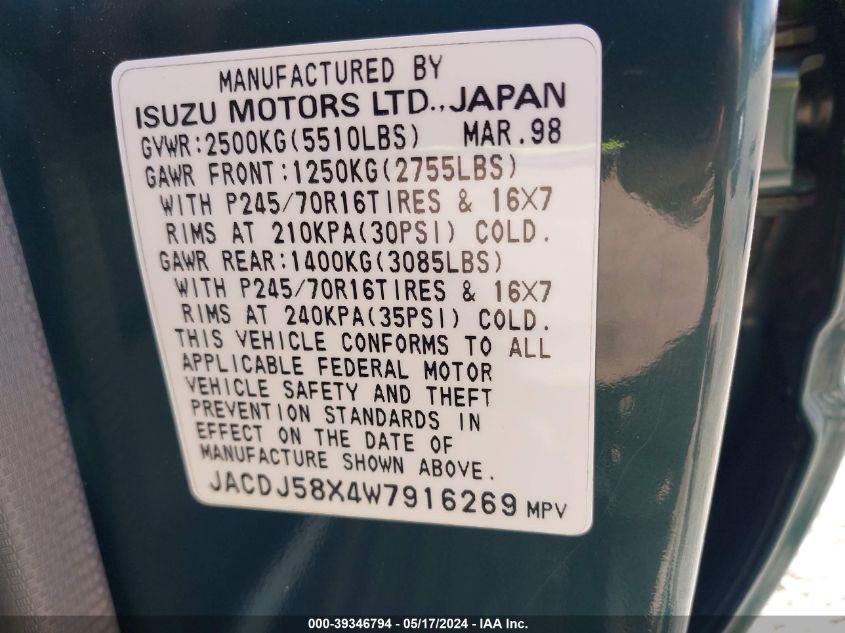 MANUFACTURED BY
ISUZU MOTORS LTD., JAPAN
GVWR:2500KG(5510LBS) MAR.98
GAWR FRONT:1250KG(2755LBS)
WITH P245/70R16TIRES & 16X7
RIMS AT 210KPA(30PSI) COLD.
GAWR REAR:1400KG(3085LBS)
WITH P245/70R16TIRES & 16X7
RIMS AT 240KPA(35PSI) COLD.
THIS VEHICLE CONFORMS TO ALL
APPLICABLE FEDERAL MOTOR
VEHICLE SAFETY AND THEFT
PREVENTION STANDARDS IN
EFFECT ON THE DATE OF
MANUFACTURE SHOWN ABOVE.
JACDJ58X4W7916269 MPV
000-39346794 - 05/17/2024 - IAA Inc.